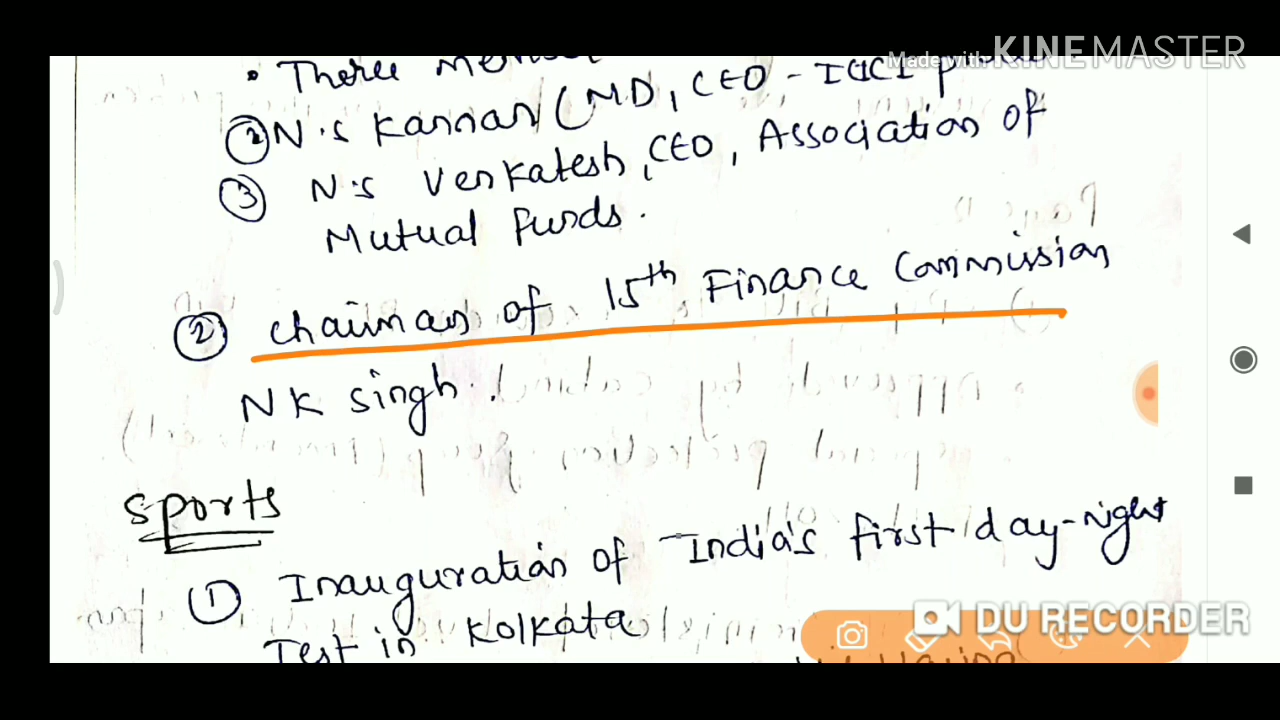 Made with KINEMASTER
• Three
② N.S Kannan (MD, CEO - ICICI
③ N.S Venkatesh, CEO, Association of
Mutual Funds.
② Chairman of 15th Finance Commission
NK Singh.
Sports
① Inauguration of India's first day-night
Test in Kolkata
DU RECORDER